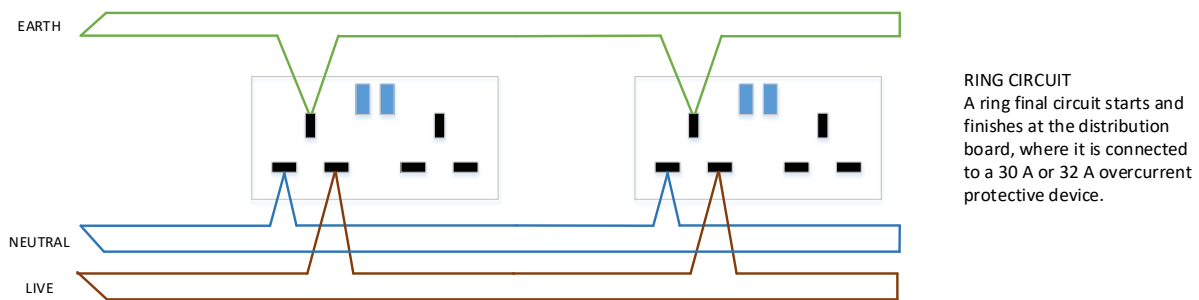 EARTH
RING CIRCUIT
A ring final circuit starts and
finishes at the distribution
board, where it is connected
to a 30 A or 32 A overcurrent
protective device.
NEUTRAL
LIVE